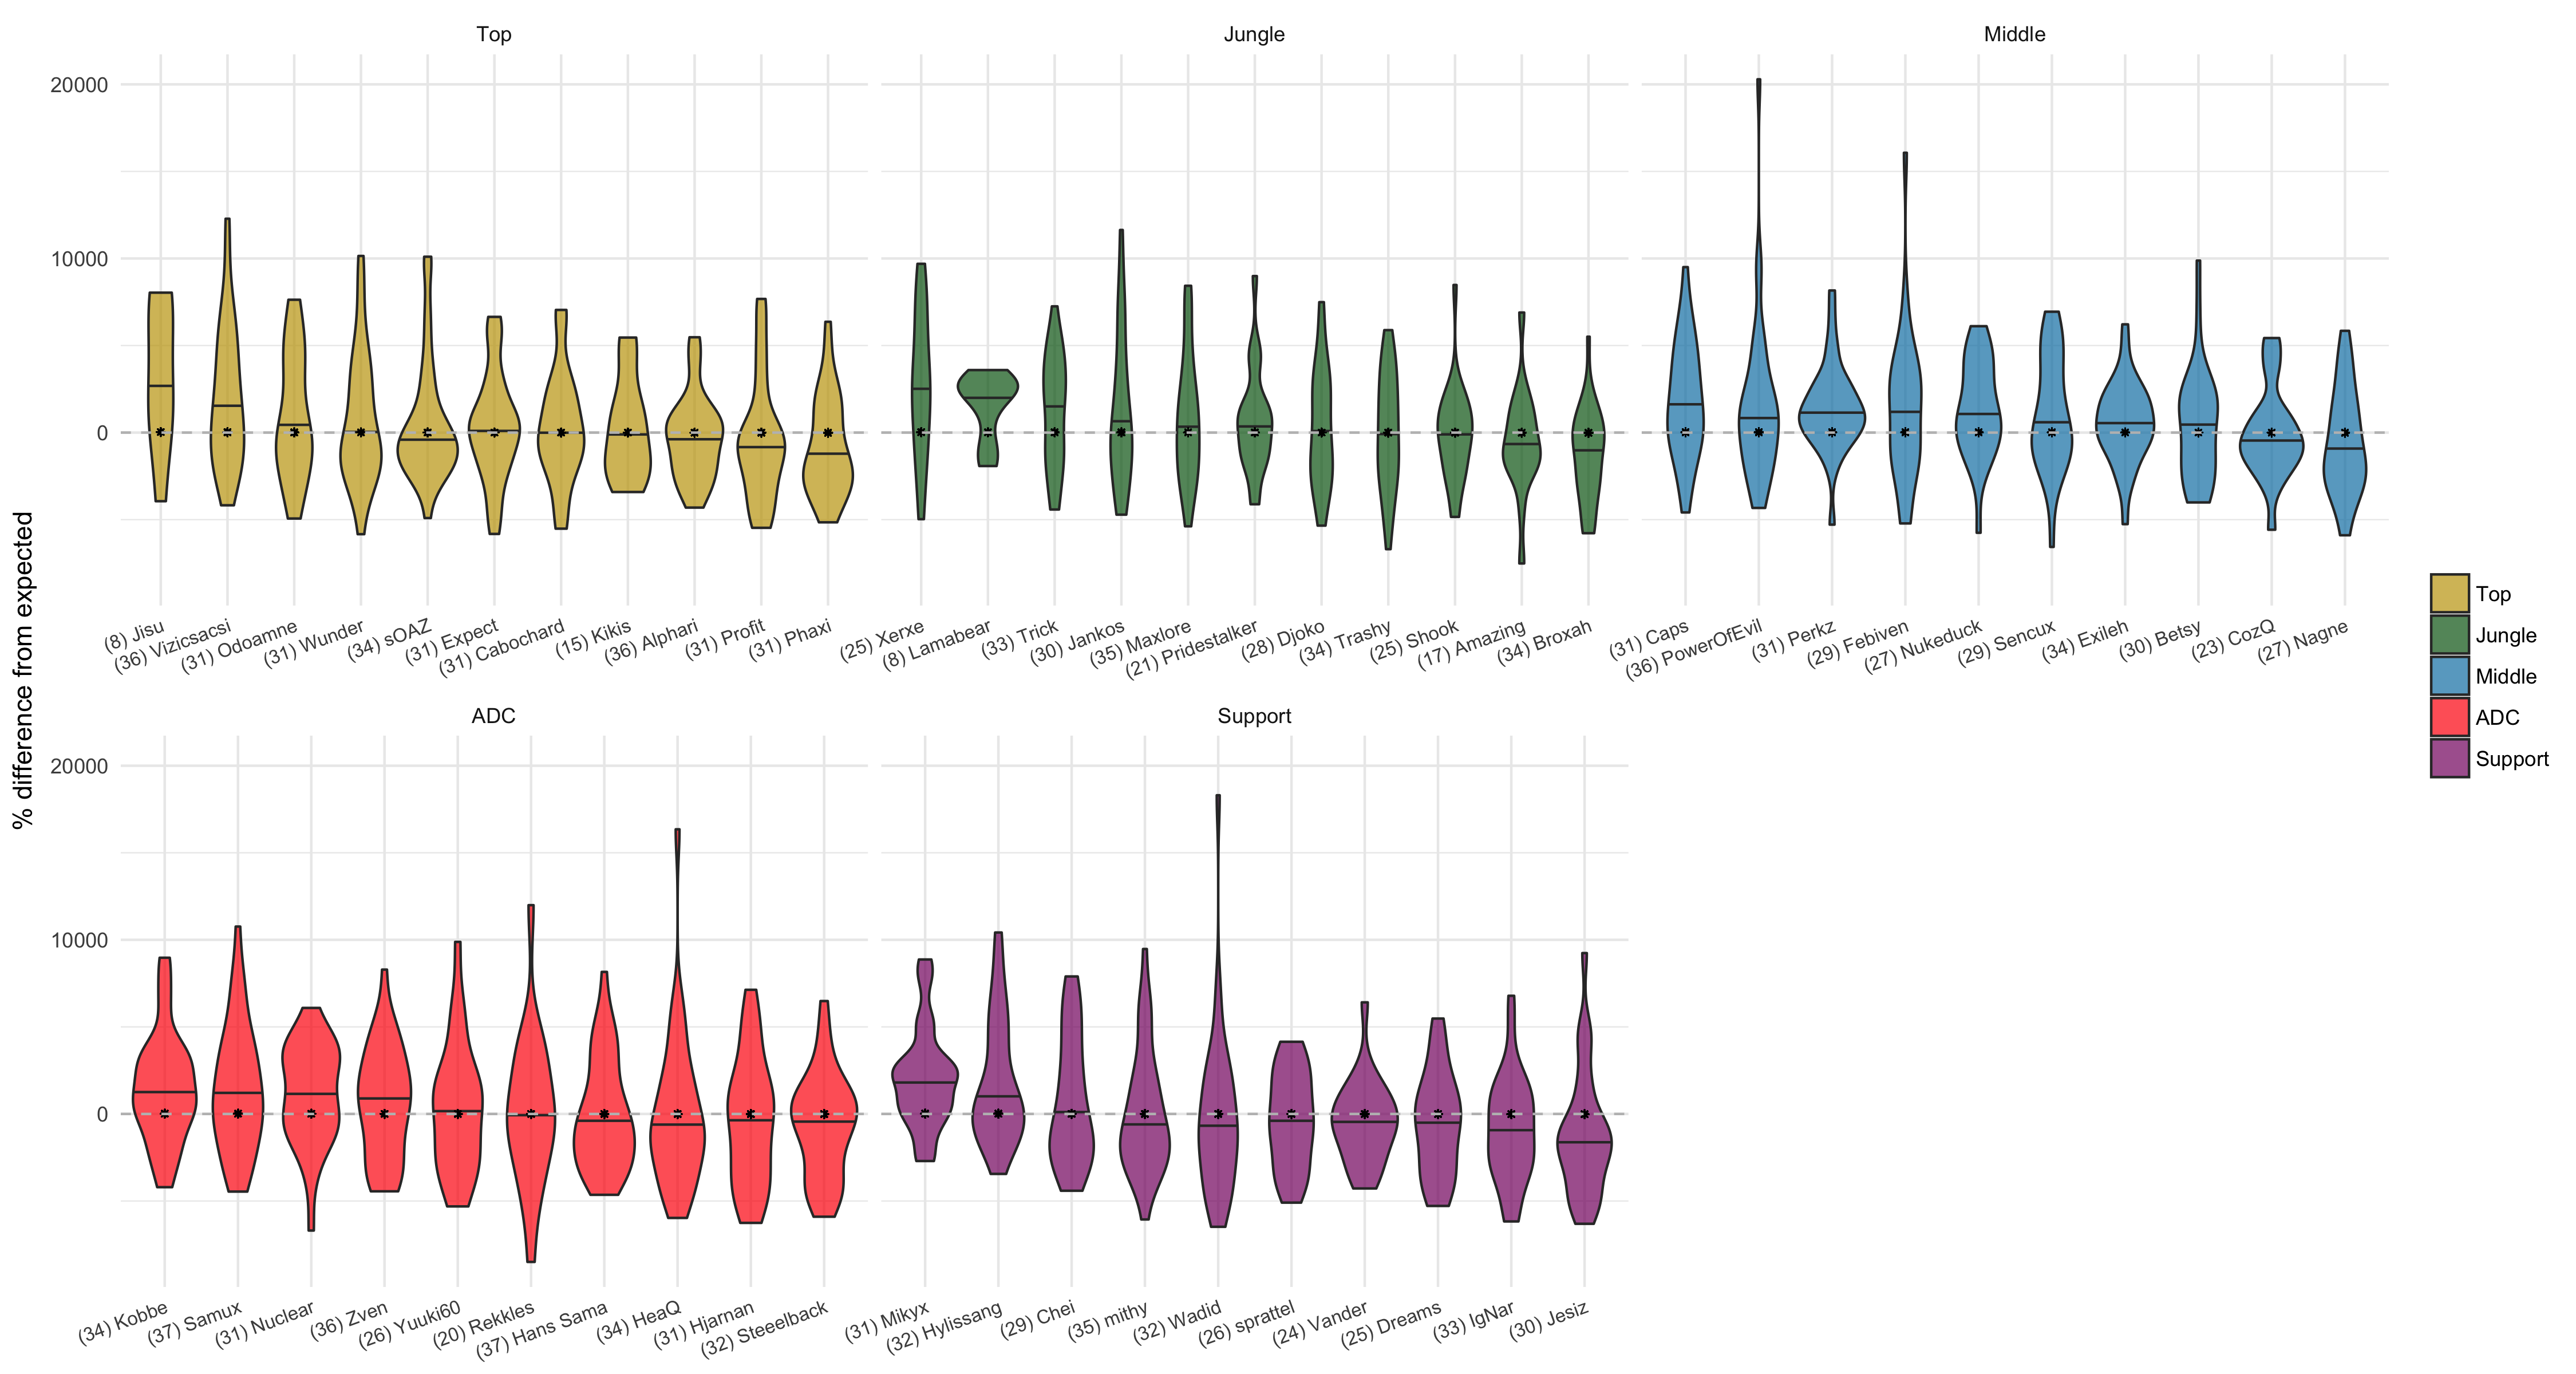 Top
Jungle
Middle
20000
10000
0
(8) Jisu
(36) Vizicsacsi
(31) Odoamne
(31) Wunder
(34) sOAZ
(31) Expect
(31) Cabochard
(15) Kikis
(36) Alphari
(31) Profit
(31) Phaxi
(25) Xerxe
(8) Lamabear
(33) Trick
(30) Jankos
(35) Maxlore
(21) Pridestalker
(28) Djoko
(34) Trashy
(25) Shook
(17) Amazing
(34) Broxah
(31) Caps
(36) PowerOfEvil
(31) Perkz
(29) Febiven
(27) Nukeduck
(29) Sencux
(34) Exileh
(30) Betsy
(23) CozQ
(27) Nagne
% difference from expected
ADC
Support
20000
10000
0
(34) Kobbe
(37) Samux
(31) Nuclear
(36) Zven
(26) Yuuki60
(20) Rekkles
(37) Hans Sama
(34) HeaQ
(31) Hjarnan
(32) Steeelback
(31) Mikyx
(32) Hylissang
(29) Chei
(35) mithy
(32) Wadid
(26) sprattel
(24) Vander
(25) Dreams
(33) IgNar
(30) Jesiz
Top
Jungle
Middle
ADC
Support